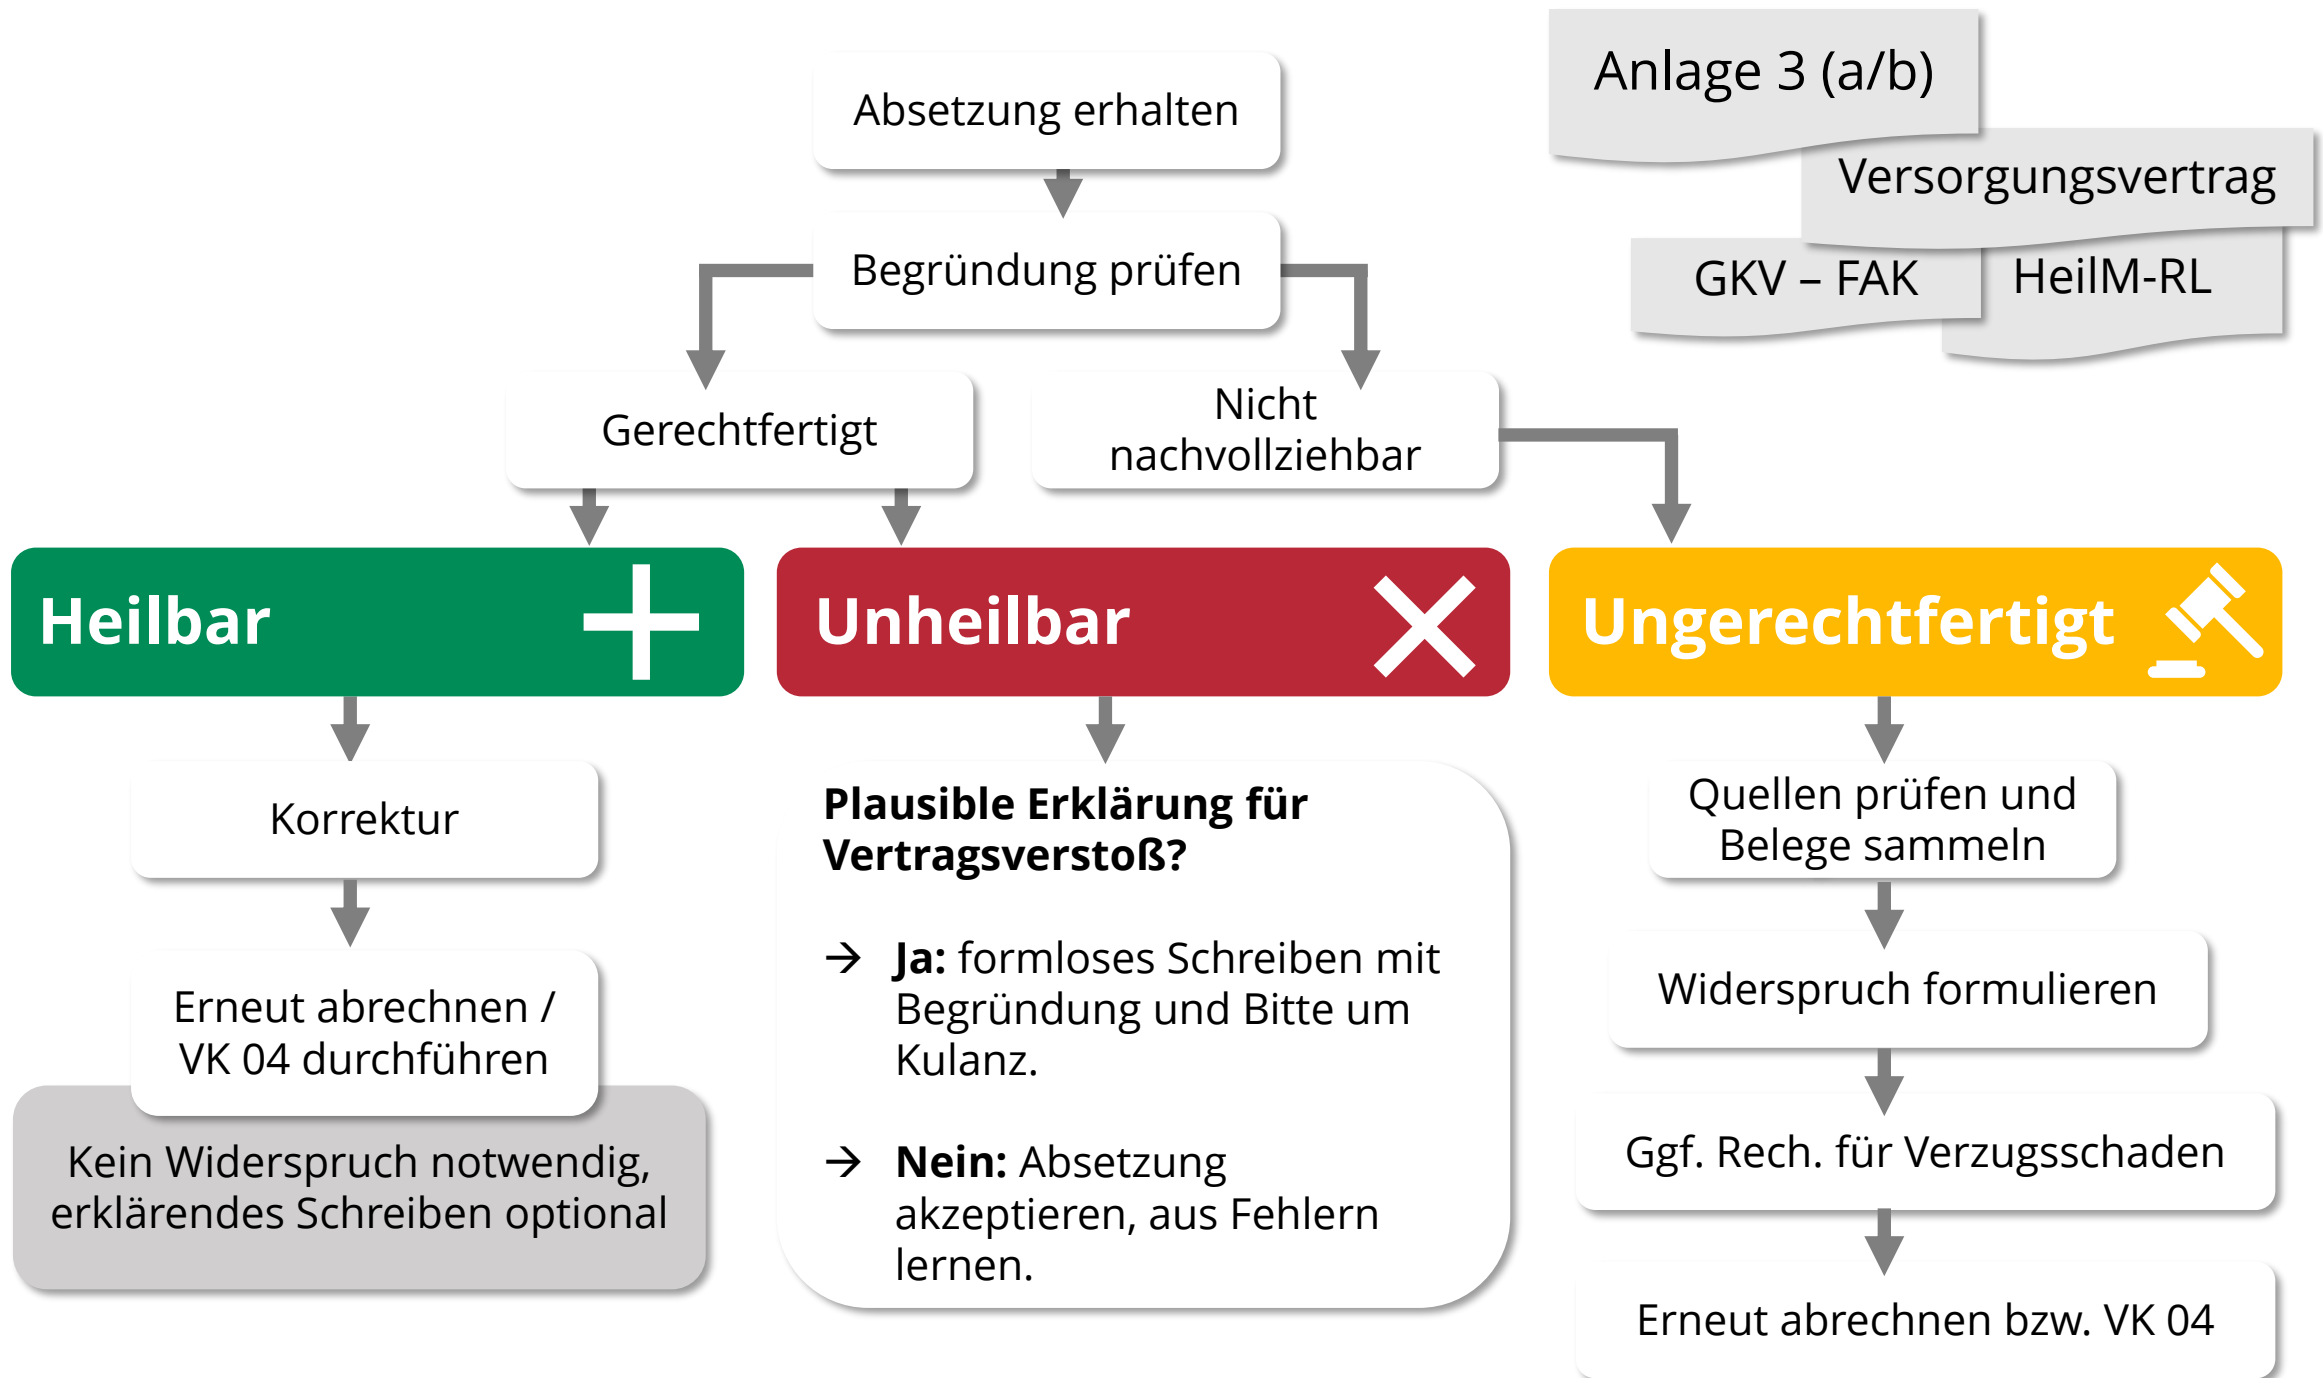 Anlage 3 (a/b)
Absetzung erhalten
Versorgungsvertrag
Begründung prüfen
GKV – FAK
HeilM-RL
Gerechtfertigt
Nicht
nachvollziehbar
Heilbar
Unheilbar
Ungerechtfertigt
Korrektur
Erneut abrechnen /
VK 04 durchführen
Kein Widerspruch notwendig,
erklärendes Schreiben optional
Plausible Erklärung für
Vertragsverstoß?
→ Ja: formloses Schreiben mit
Begründung und Bitte um
Kulanz.
→ Nein: Absetzung
akzeptieren, aus Fehlern
lernen.
Quellen prüfen und
Belege sammeln
Widerspruch formulieren
Ggf. Rech. für Verzugsschaden
Erneut abrechnen bzw. VK 04